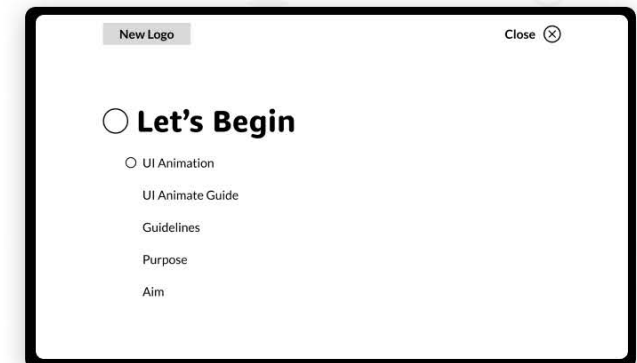 New Logo
Close
Let’s Begin
UI Animation
UI Animate Guide
Guidelines
Purpose
Aim